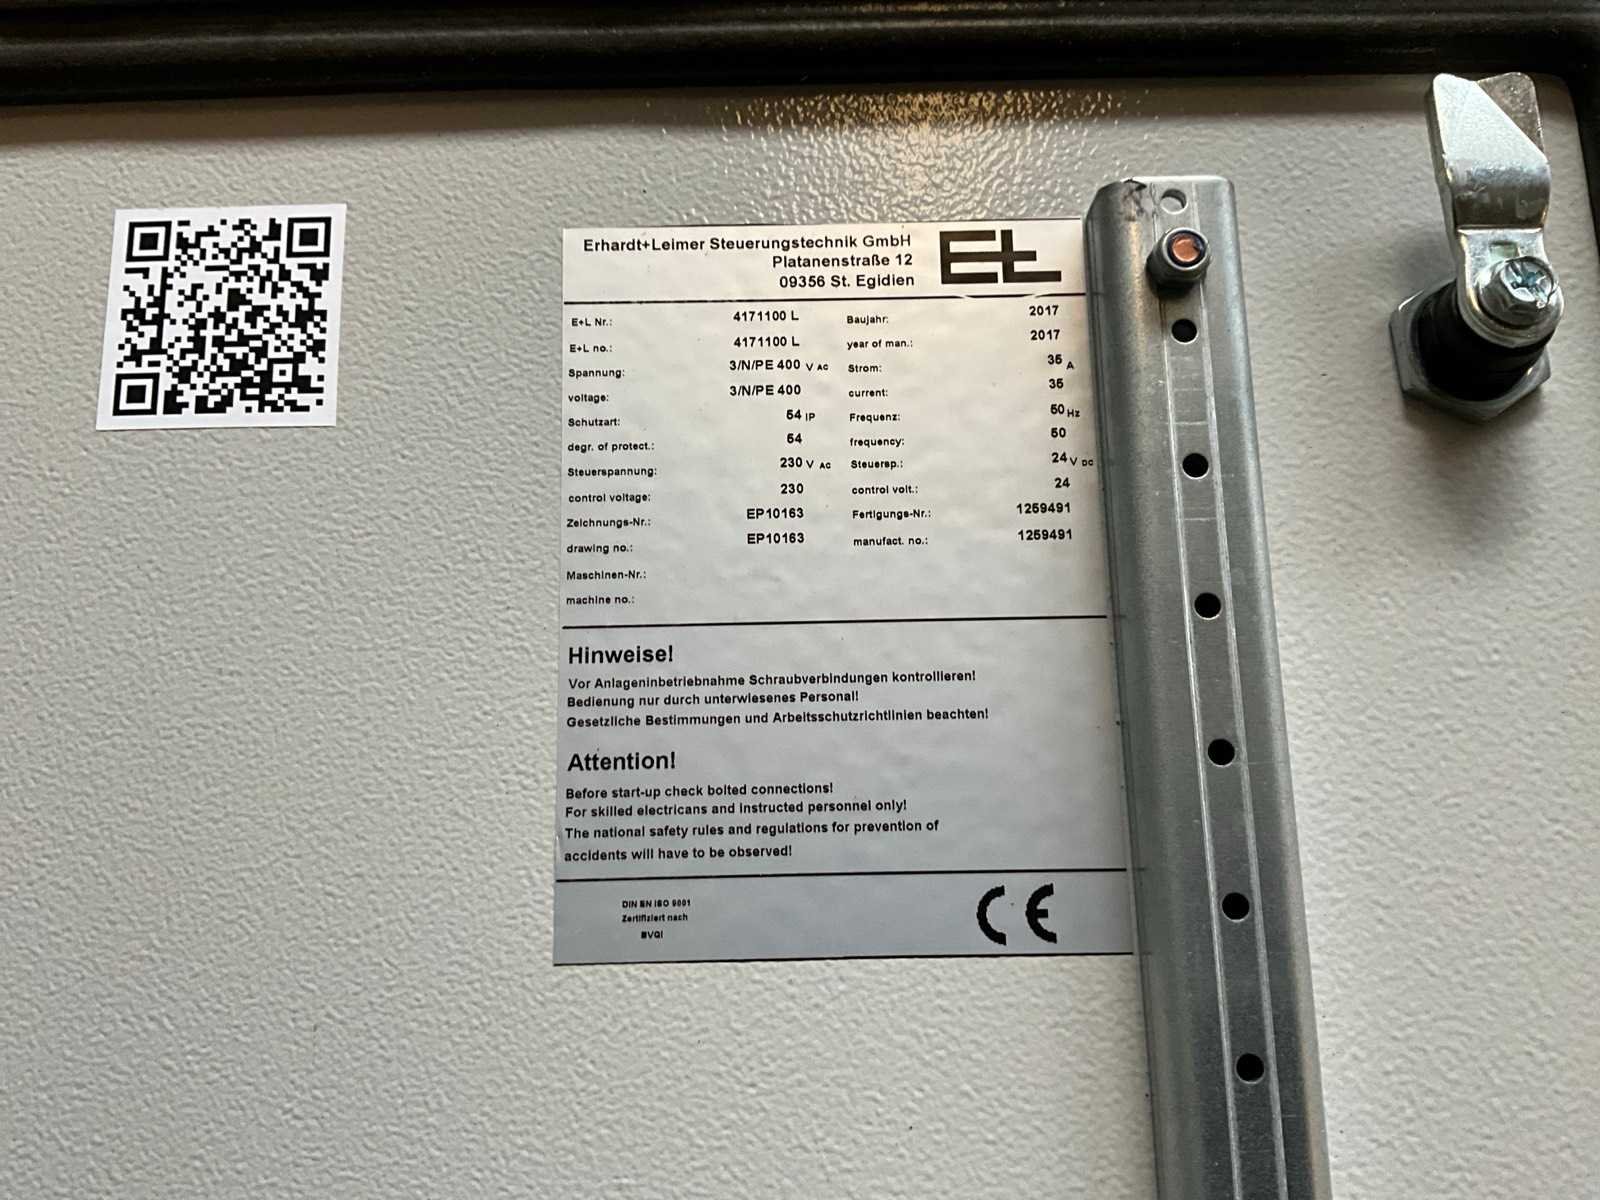 Erhardt+Leimer Steuerungstechnik GmbH
Platanenstraße 12
09356 St. Egidien
E+L
E+L Nr.: 4171100 L Baujahr: 2017
E+L no.: 4171100 L year of man.: 2017
Spannung: 3/N/PE 400 V AC Strom: 35 A
voltage: 3/N/PE 400 current: 35
Schutzart: 54 IP Frequenz: 50 Hz
degr. of protect.: 54 frequency: 50
Steuerspannung: 230 V AC Steuersp.: 24 V DC
control voltage: 230 control volt.: 24
Zeichnungs-Nr.: EP10163 Fertigungs-Nr.: 1259491
drawing no.: EP10163 manufact. no.: 1259491
Maschinen-Nr.:
machine no.:
Hinweise!
Vor Anlageninbetriebnahme Schraubverbindungen kontrollieren!
Bedienung nur durch unterwiesenes Personal!
Gesetzliche Bestimmungen und Arbeitsschutzrichtlinien beachten!
Attention!
Before start-up check bolted connections!
For skilled electricans and instructed personnel only!
The national safety rules and regulations for prevention of
accidents will have to be observed!
DIN EN ISO 9001
Zertifiziert nach
BVQI
CE